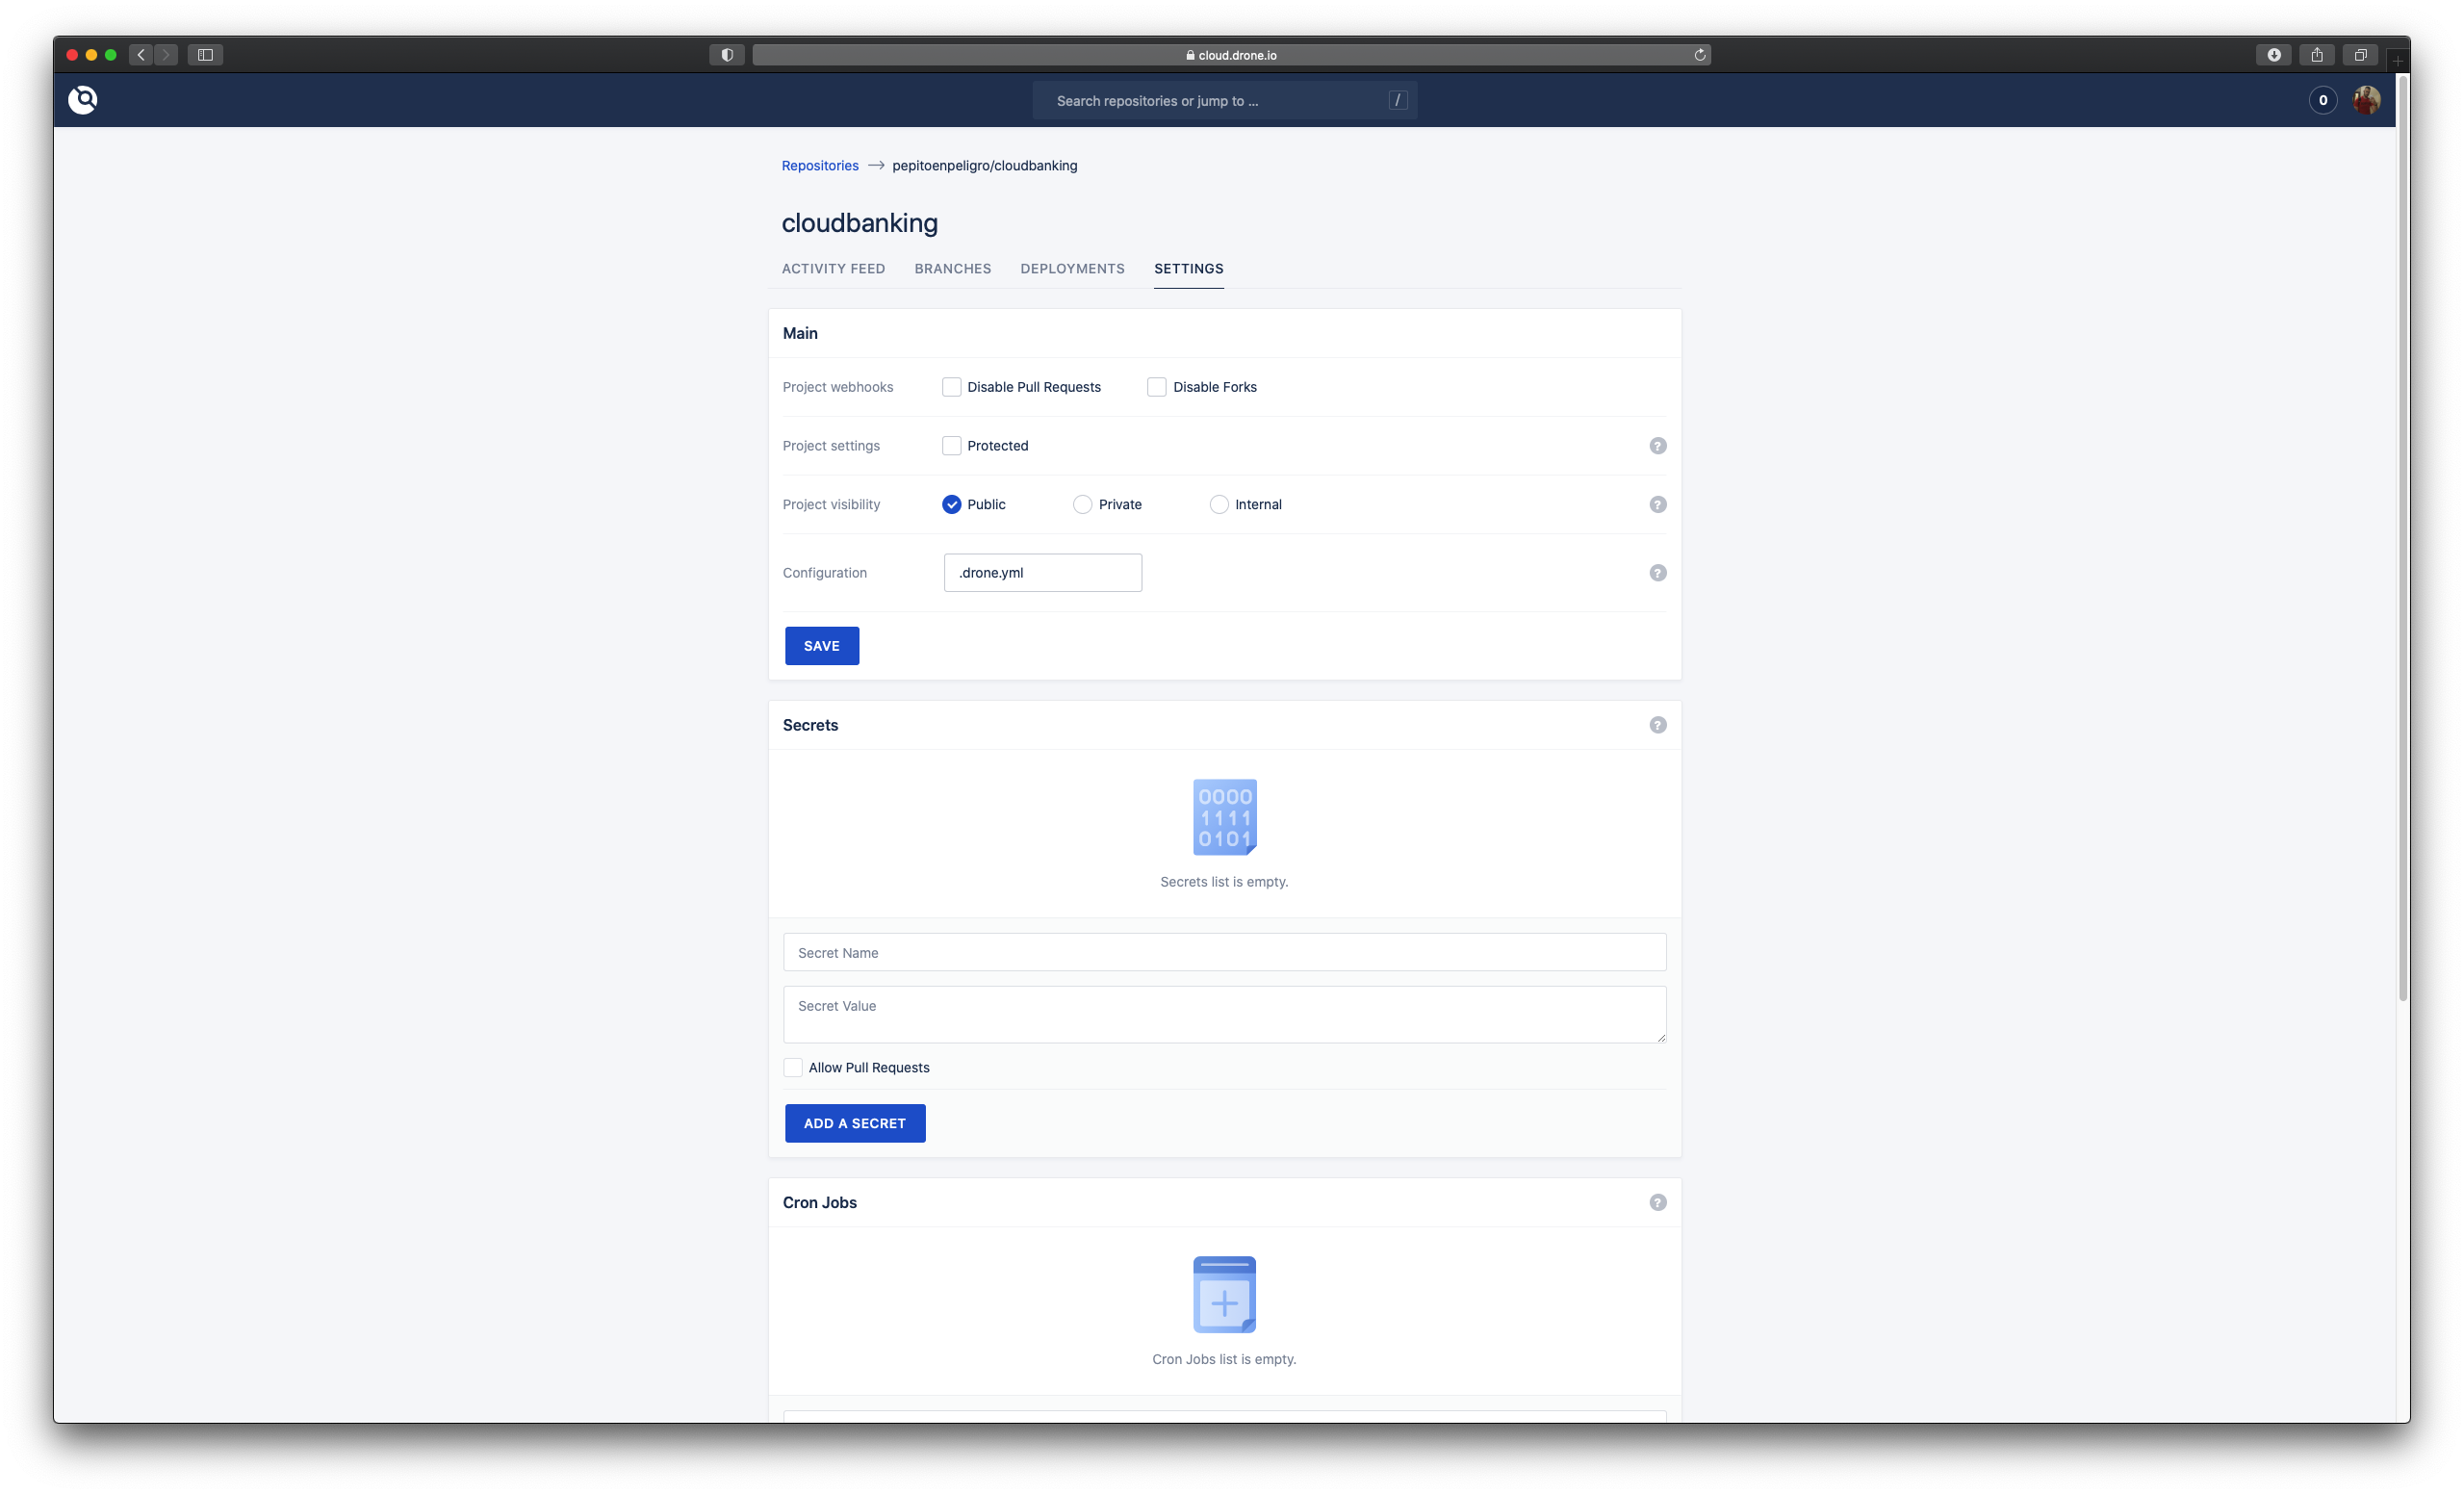 cloud.drone.io
Search repositories or jump to ... /
0
Repositories → pepitoenpeligro/cloudbanking
cloudbanking
ACTIVITY FEED BRANCHES DEPLOYMENTS SETTINGS
Main
Project webhooks Disable Pull Requests Disable Forks
Project settings Protected ?
Project visibility Public Private Internal ?
Configuration .drone.yml ?
SAVE
Secrets ?
0000
1111
0101
Secrets list is empty.
Secret Name
Secret Value
Allow Pull Requests
ADD A SECRET
Cron Jobs ?
Cron Jobs list is empty.